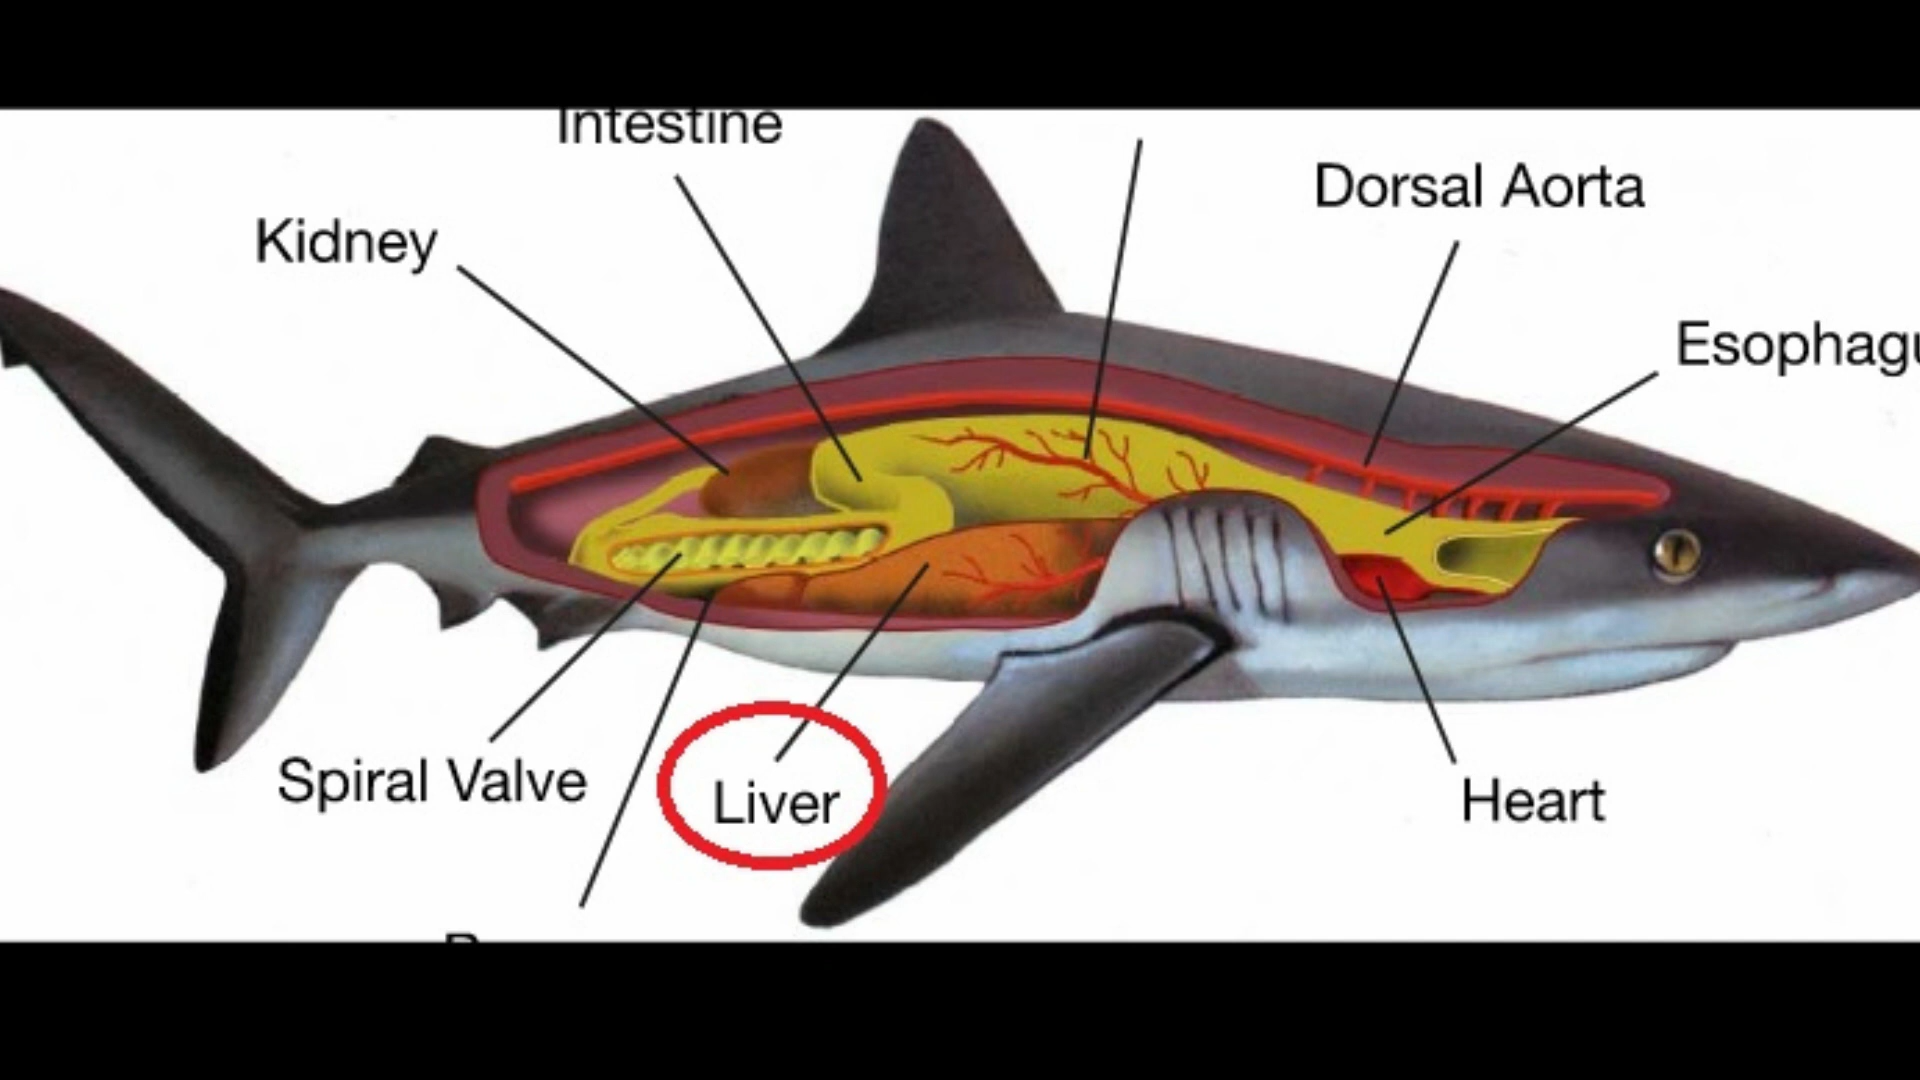 Intestine
Dorsal Aorta
Kidney
Esophagu
Spiral Valve
Liver
Heart